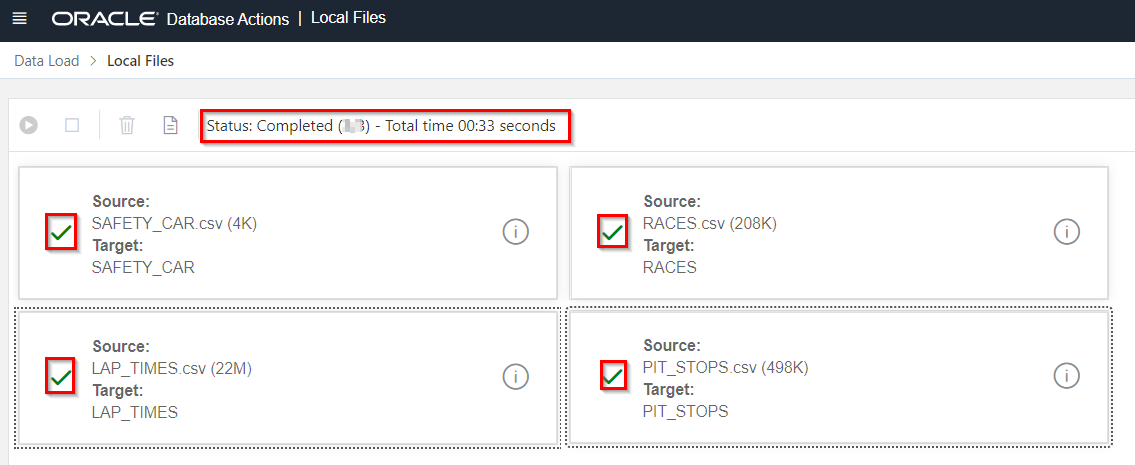 ORACLE Database Actions | Local Files
Data Load > Local Files
Status: Completed ( ) - Total time 00:33 seconds
Source:
SAFETY_CAR.csv (4K)
Target:
SAFETY_CAR
Source:
RACES.csv (208K)
Target:
RACES
Source:
LAP_TIMES.csv (22M)
Target:
LAP_TIMES
Source:
PIT_STOPS.csv (498K)
Target:
PIT_STOPS